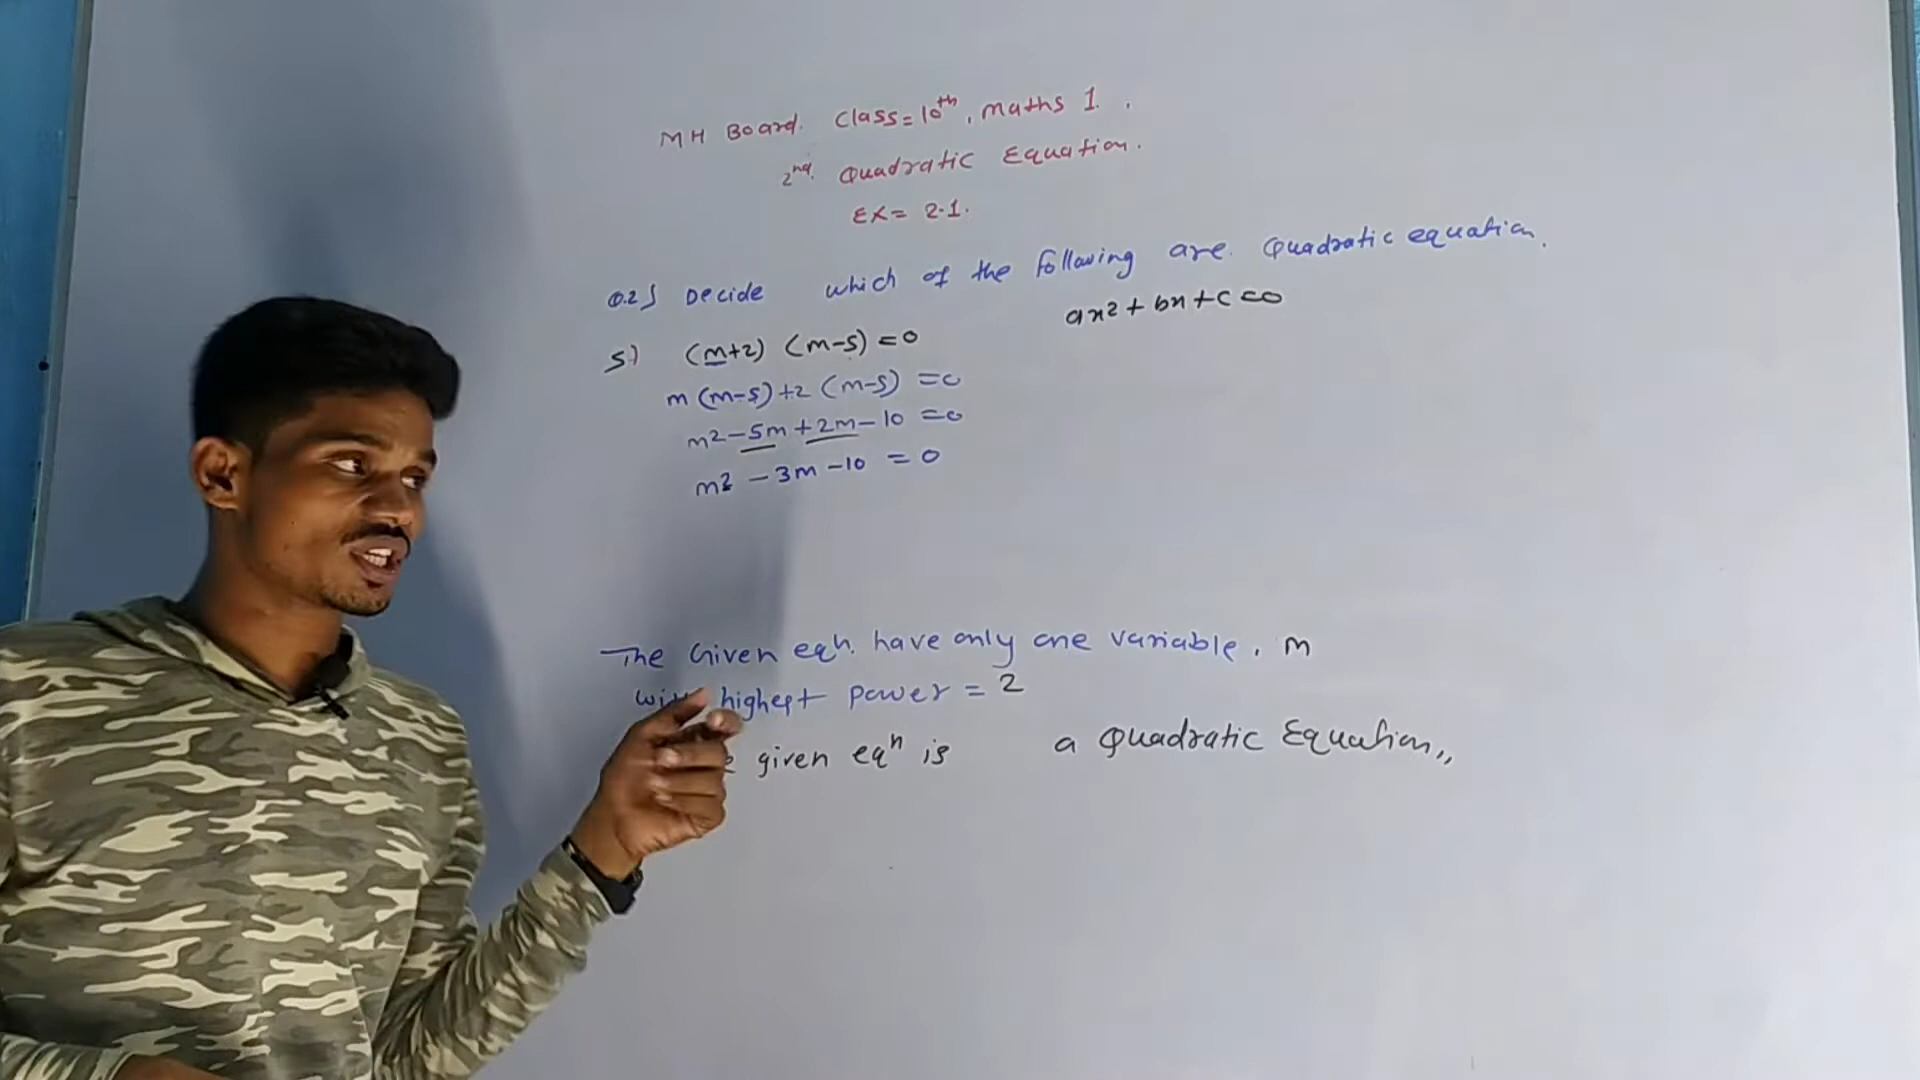 MH Board. Class=10th, Maths 1.
2nd. Quadratic Equation.
EX= 2.1.
Q.2) Decide which of the following are. Quadratic equation.
ax2 + bx + c = 0
5) (m+2) (m-5) = 0
m (m-5) +2 (m-5) = 0
m2 - 5m + 2m - 10 = 0
m2 - 3m - 10 = 0
The Given eqn. have only one variable. m
highest power = 2
given eqn is a Quadratic Equation,,